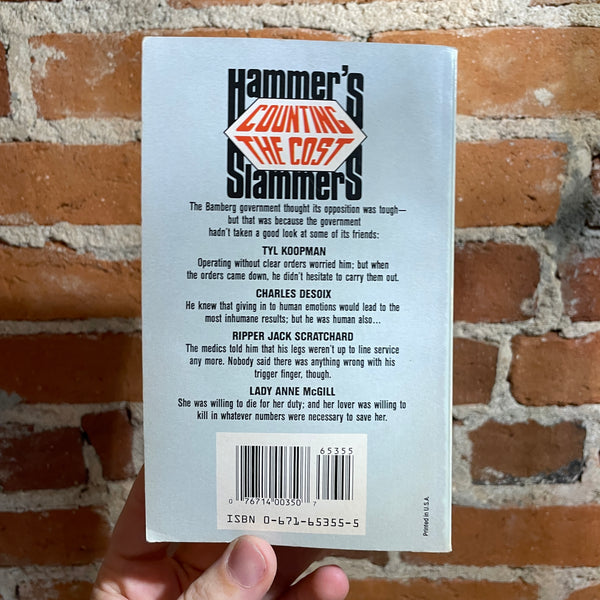 Hammer's
COUNTING
THE COST
Slammers
The Bamberg government thought its opposition was tough—
but that was because the government
hadn't taken a good look at some of its friends:
TYL KOOPMAN
Operating without clear orders worried him; but when
the orders came down, he didn't hesitate to carry them out.
CHARLES DESOIX
He knew that giving in to human emotions would lead to the
most inhumane results; but he was human also...
RIPPER JACK SCRATCHARD
The medics told him that his legs weren't up to line service
any more. Nobody said there was anything wrong with his
trigger finger, though.
LADY ANNE McGILL
She was willing to die for her duty; and her lover was willing to
kill in whatever numbers were necessary to save her.
65355
0 76714 00350 7
ISBN 0-671-65355-5
Printed in U.S.A.